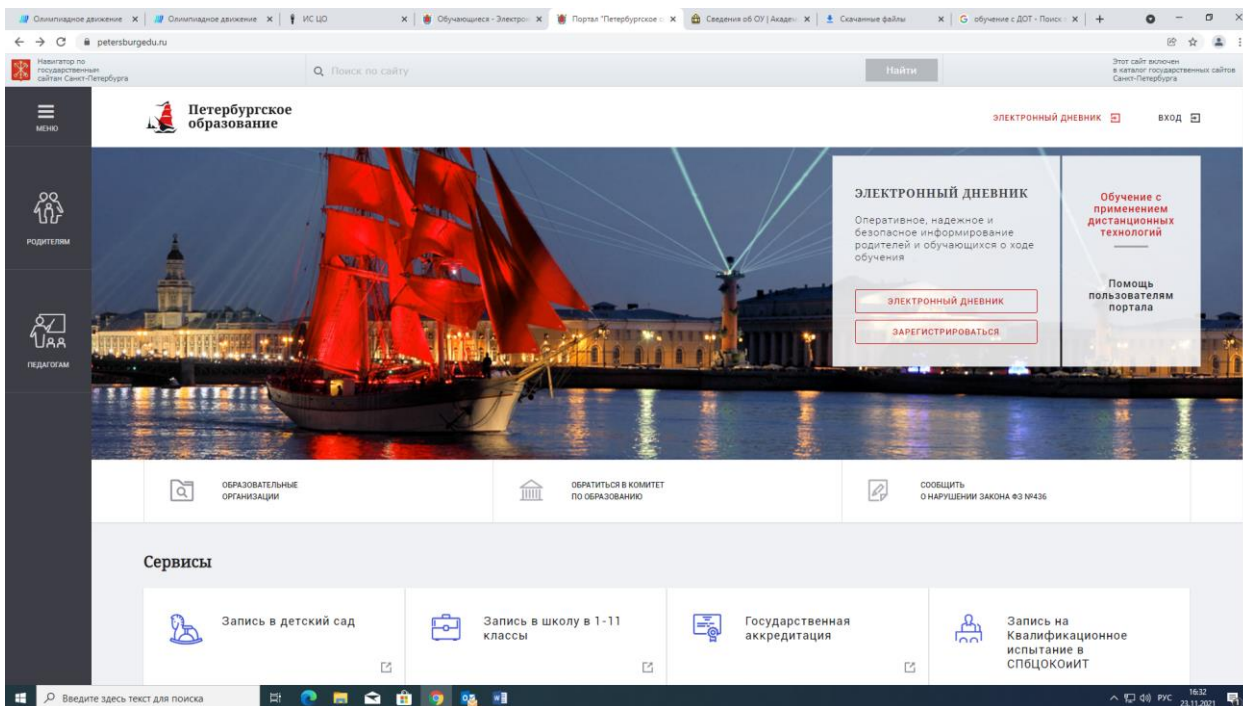 Олимпиадное движение
Олимпиадное движение
ИС ЦО
Обучающиеся - Электрон
Портал "Петербургское о
Сведения об ОУ | Академ
Скачанные файлы
обучение с ДОТ - Поиск
petersburgedu.ru
Навигатор по
государственным
сайтам Санкт-Петербурга
Поиск по сайту
Найти
Этот сайт включен
в каталог государственных сайтов
Санкт-Петербурга
МЕНЮ
Петербургское
образование
ЭЛЕКТРОННЫЙ ДНЕВНИК
ВХОД
РОДИТЕЛЯМ
ПЕДАГОГАМ
ЭЛЕКТРОННЫЙ ДНЕВНИК
Оперативное, надежное и
безопасное информирование
родителей и обучающихся о ходе
обучения
ЭЛЕКТРОННЫЙ ДНЕВНИК
ЗАРЕГИСТРИРОВАТЬСЯ
Обучение с
применением
дистанционных
технологий
Помощь
пользователям
портала
ОБРАЗОВАТЕЛЬНЫЕ
ОРГАНИЗАЦИИ
ОБРАТИТЬСЯ В КОМИТЕТ
ПО ОБРАЗОВАНИЮ
СООБЩИТЬ
О НАРУШЕНИИ ЗАКОНА ФЗ №436
Сервисы
Запись в детский сад
Запись в школу в 1-11
классы
Государственная
аккредитация
Запись на
Квалификационное
испытание в
СПбЦОКОиИТ
Введите здесь текст для поиска
РУС
16:32
23.11.2021